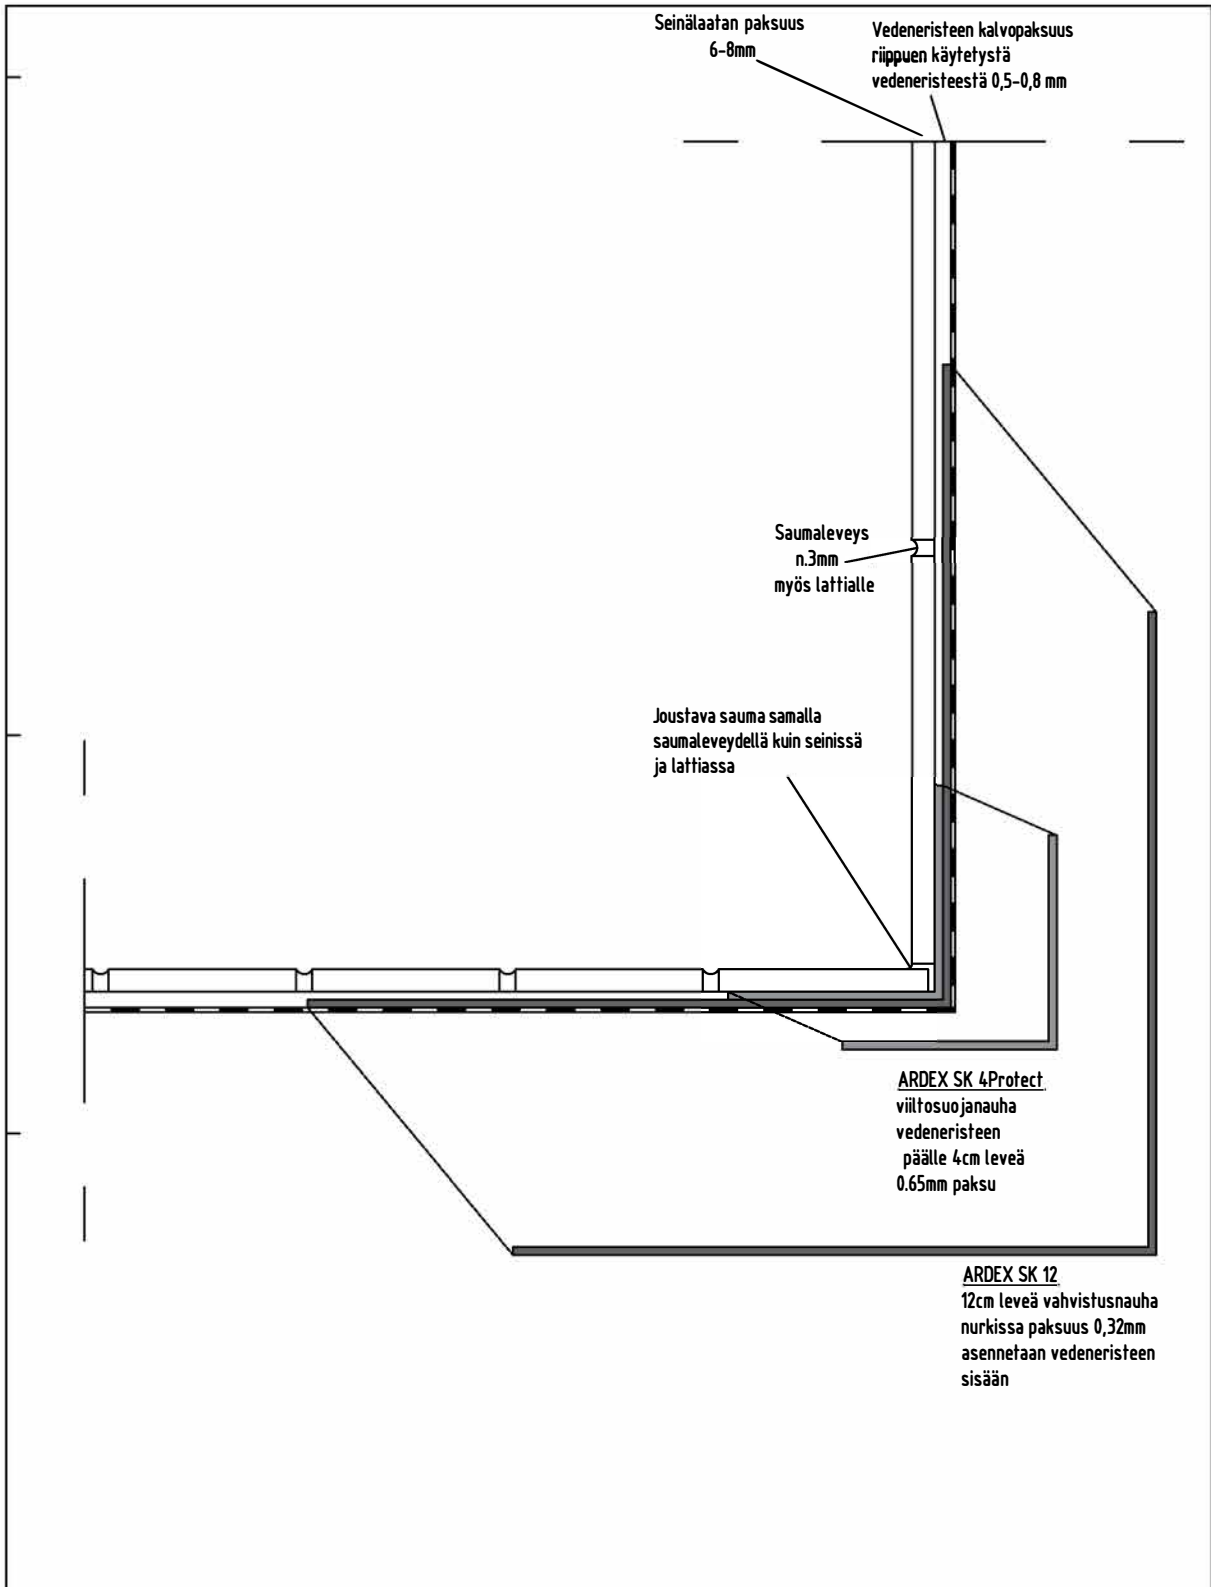 Seinälaatan paksuus
6-8mm
Vedeneristeen kalvopaksuus
riippuen käytetystä
vedeneristeestä 0,5-0,8 mm
Saumaleveys
n.3mm
myös lattialle
Joustava sauma samalla
saumaleveydellä kuin seinissä
ja lattiassa
ARDEX SK 4Protect
viiltosuojanauha
vedeneristeen
päälle 4cm leveä
0.65mm paksu
ARDEX SK 12
12cm leveä vahvistusnauha
nurkissa paksuus 0,32mm
asennetaan vedeneristeen
sisään